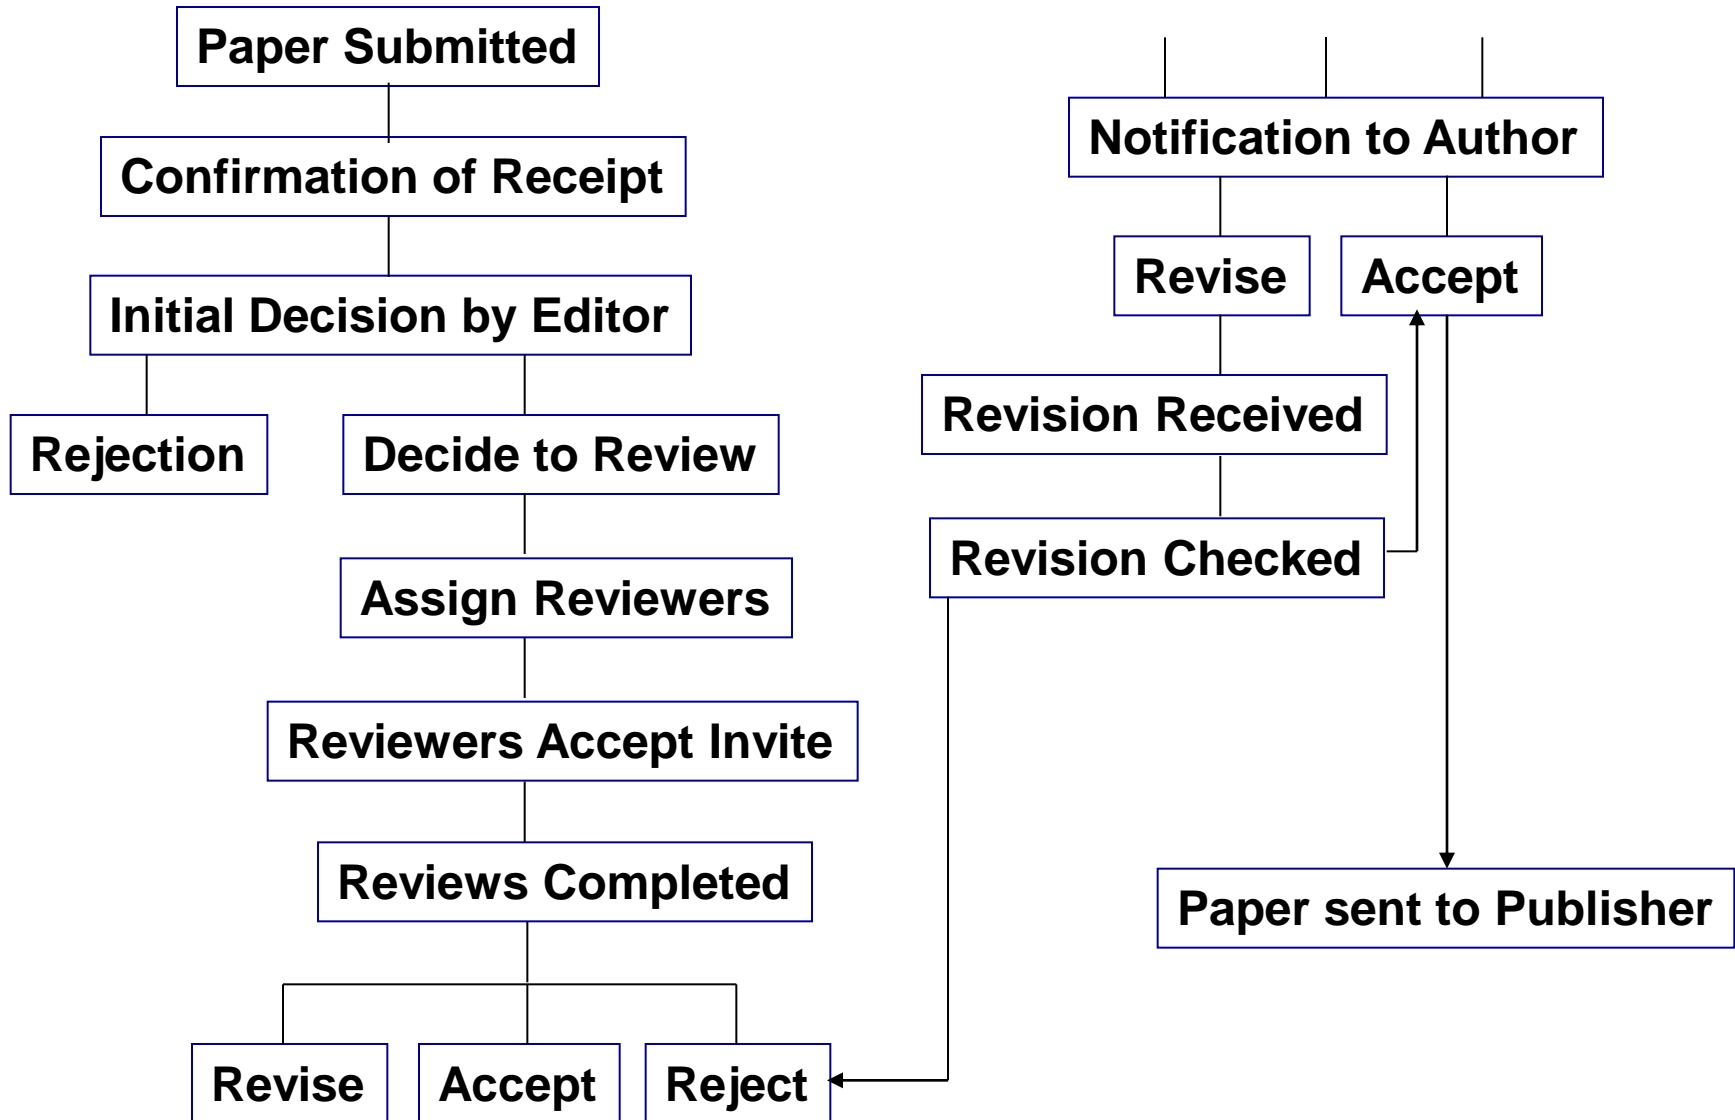 Paper Submitted
Confirmation of Receipt
Initial Decision by Editor
Rejection
Decide to Review
Assign Reviewers
Reviewers Accept Invite
Reviews Completed
Revise
Accept
Reject
Notification to Author
Revise
Accept
Revision Received
Revision Checked
Paper sent to Publisher